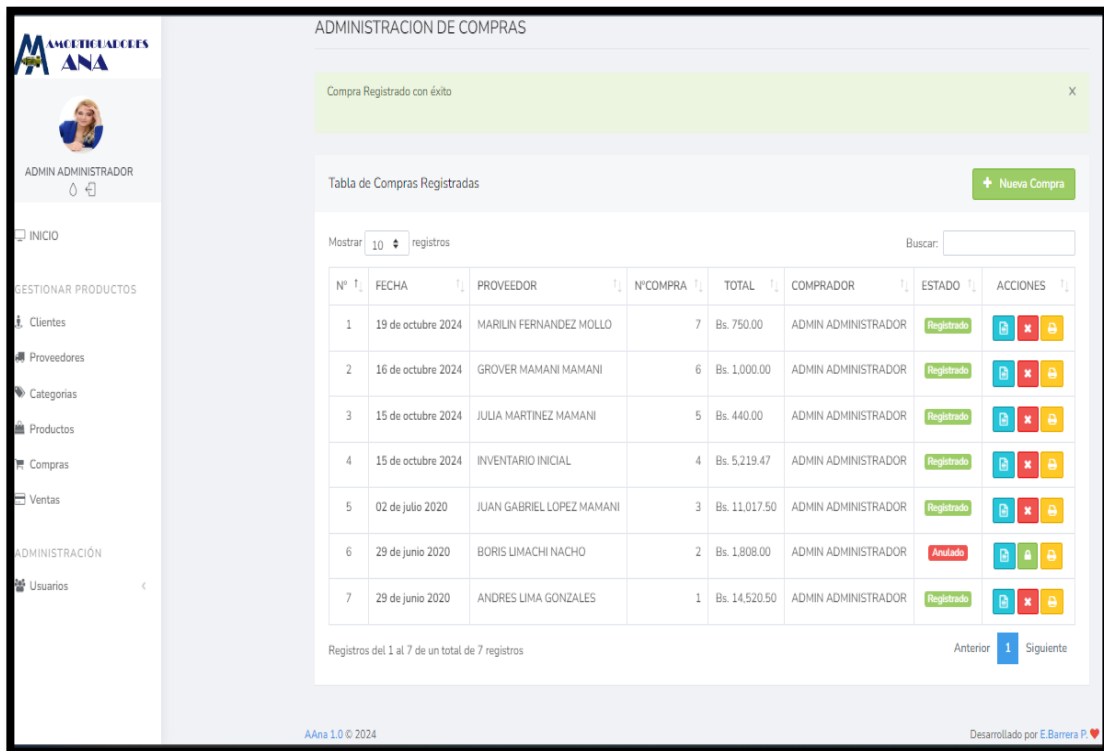 AMORTIGUADORES
ANA
ADMIN ADMINISTRADOR
INICIO
GESTIONAR PRODUCTOS
Clientes
Proveedores
Categorias
Productos
Compras
Ventas
ADMINISTRACIÓN
Usuarios
ADMINISTRACION DE COMPRAS
Compra Registrado con éxito X
Tabla de Compras Registradas + Nueva Compra
Mostrar 10 registros Buscar:
Nº FECHA PROVEEDOR NºCOMPRA TOTAL COMPRADOR ESTADO ACCIONES
1 19 de octubre 2024 MARILIN FERNANDEZ MOLLO 7 Bs. 750.00 ADMIN ADMINISTRADOR Registrado
2 16 de octubre 2024 GROVER MAMANI MAMANI 6 Bs. 1,000.00 ADMIN ADMINISTRADOR Registrado
3 15 de octubre 2024 JULIA MARTINEZ MAMANI 5 Bs. 440.00 ADMIN ADMINISTRADOR Registrado
4 15 de octubre 2024 INVENTARIO INICIAL 4 Bs. 5,219.47 ADMIN ADMINISTRADOR Registrado
5 02 de julio 2020 JUAN GABRIEL LOPEZ MAMANI 3 Bs. 11,017.50 ADMIN ADMINISTRADOR Registrado
6 29 de junio 2020 BORIS LIMACHI NACHO 2 Bs. 1,808.00 ADMIN ADMINISTRADOR Anulado
7 29 de junio 2020 ANDRES LIMA GONZALES 1 Bs. 14,520.50 ADMIN ADMINISTRADOR Registrado
Registros del 1 al 7 de un total de 7 registros Anterior 1 Siguiente
AAna 1.0 © 2024 Desarrollado por E.Barrera P.